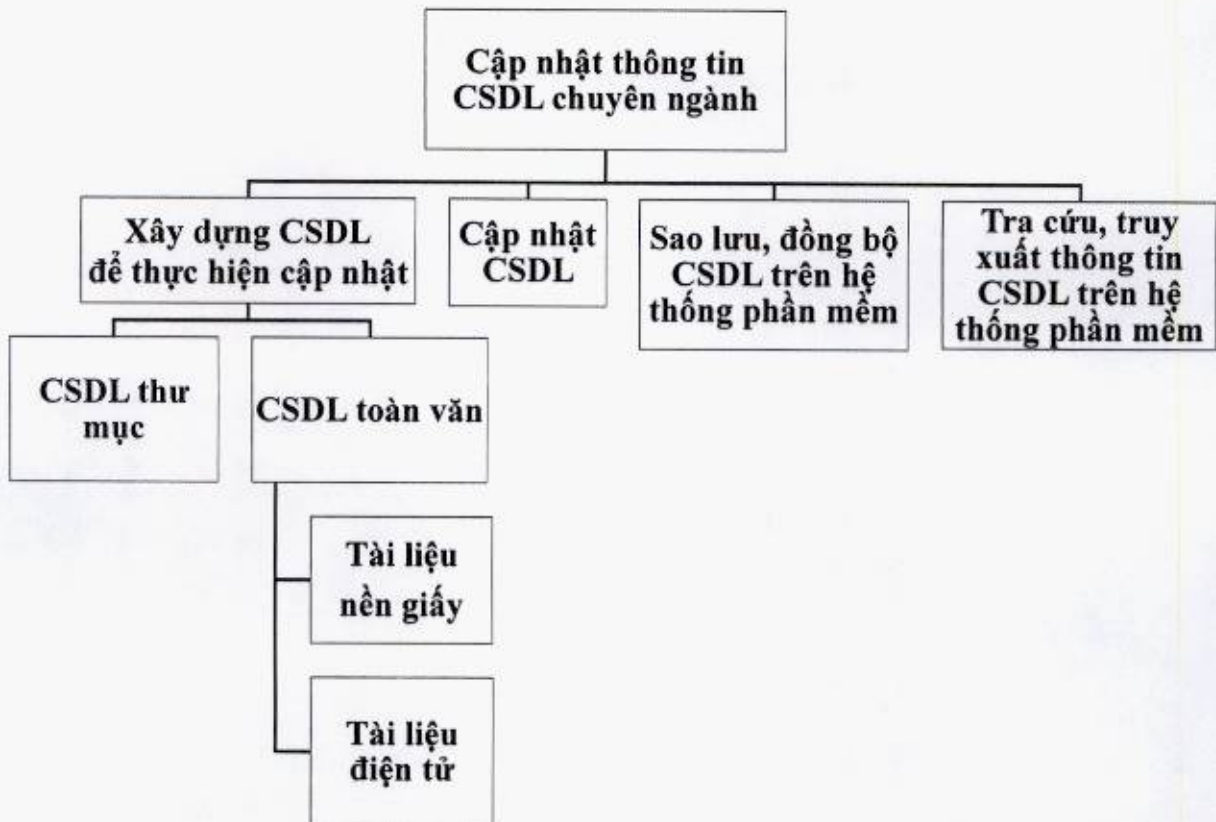 Cập nhật thông tin
CSDL chuyên ngành
Xây dựng CSDL
để thực hiện cập nhật
Cập nhật
CSDL
Sao lưu, đồng bộ
CSDL trên hệ
thống phần mềm
Tra cứu, truy
xuất thông tin
CSDL trên hệ
thống phần mềm
CSDL thư
mục
CSDL toàn văn
Tài liệu
nền giấy
Tài liệu
điện tử